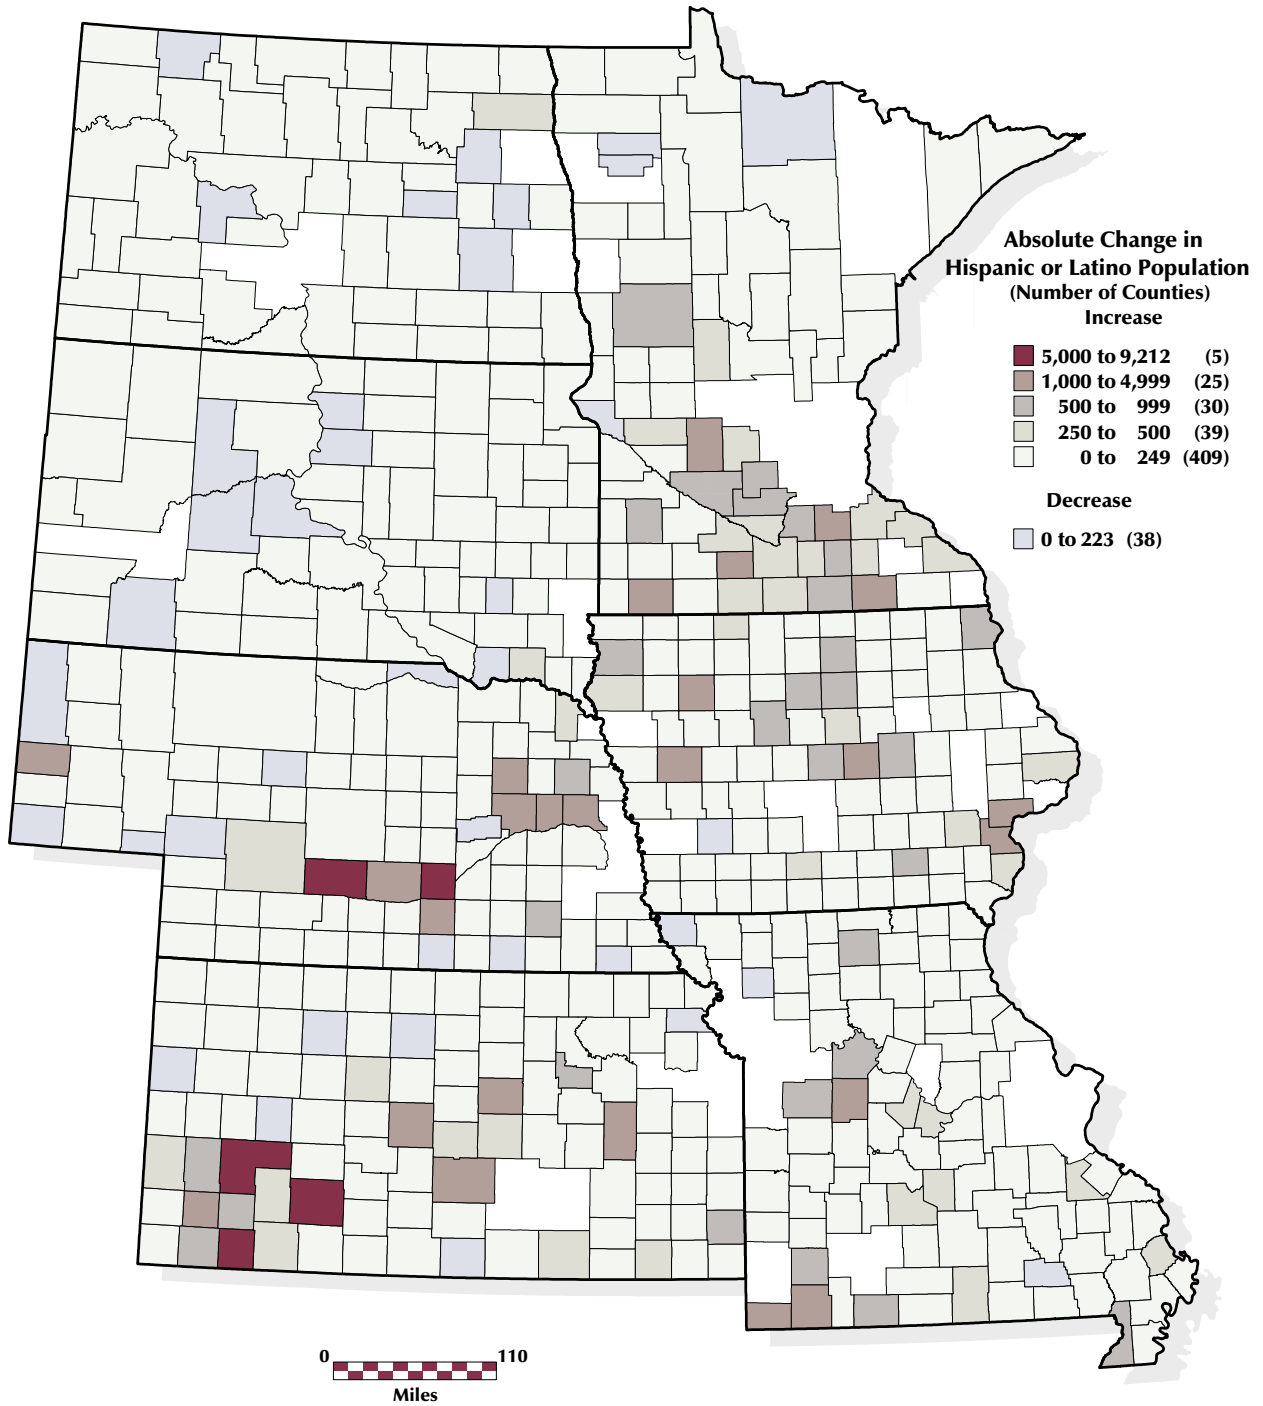 Absolute Change in
Hispanic or Latino Population
(Number of Counties)
Increase
5,000 to 9,212 (5)
1,000 to 4,999 (25)
500 to 999 (30)
250 to 500 (39)
0 to 249 (409)
Decrease
0 to 223 (38)
0 110
Miles